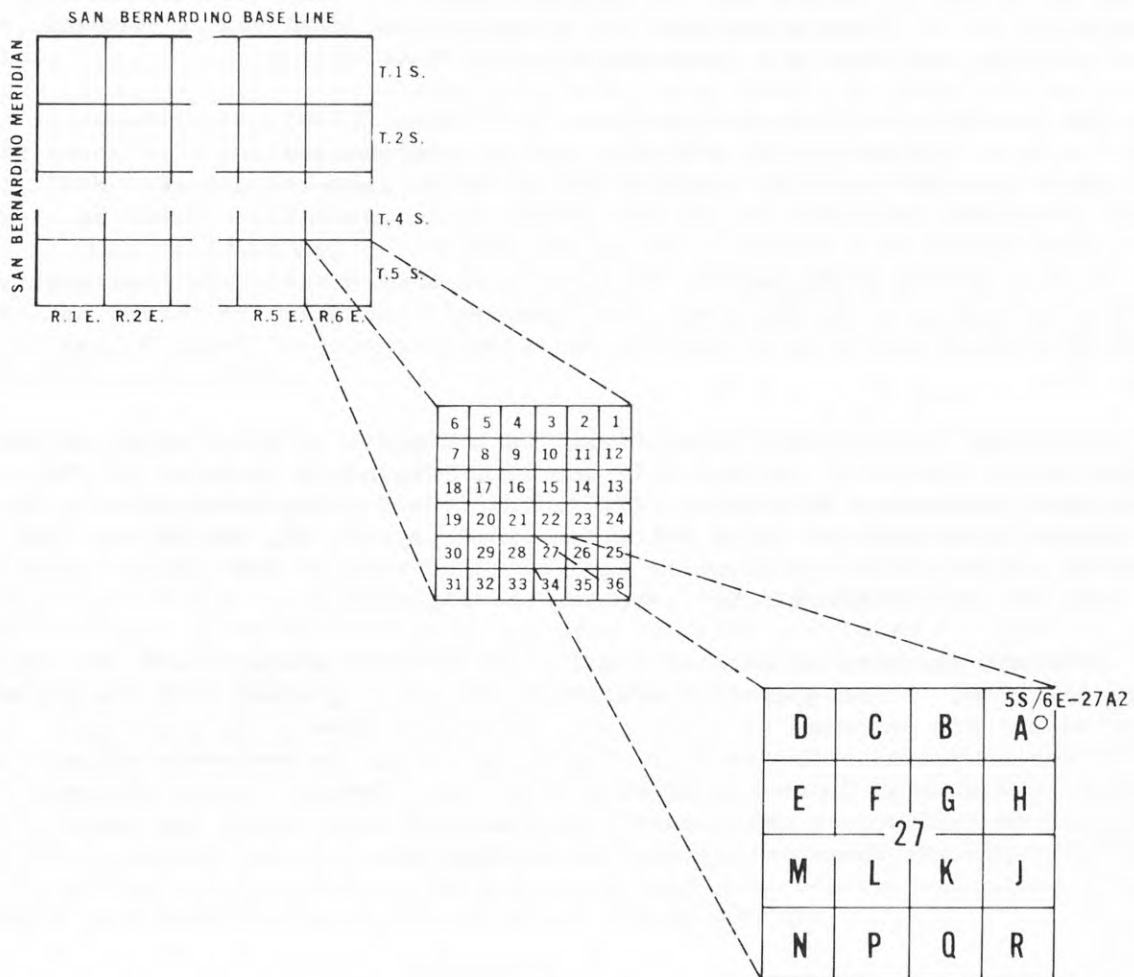 SAN BERNARDINO BASE LINE
SAN BERNARDINO MERIDIAN
T.1 S.
T.2 S.
T.4 S.
T.5 S.
R.1 E. R.2 E. R.5 E. R.6 E.
6 5 4 3 2 1
7 8 9 10 11 12
18 17 16 15 14 13
19 20 21 22 23 24
30 29 28 27 26 25
31 32 33 34 35 36
5S/6E-27A2
D C B A
E F G H
27
M L K J
N P Q R